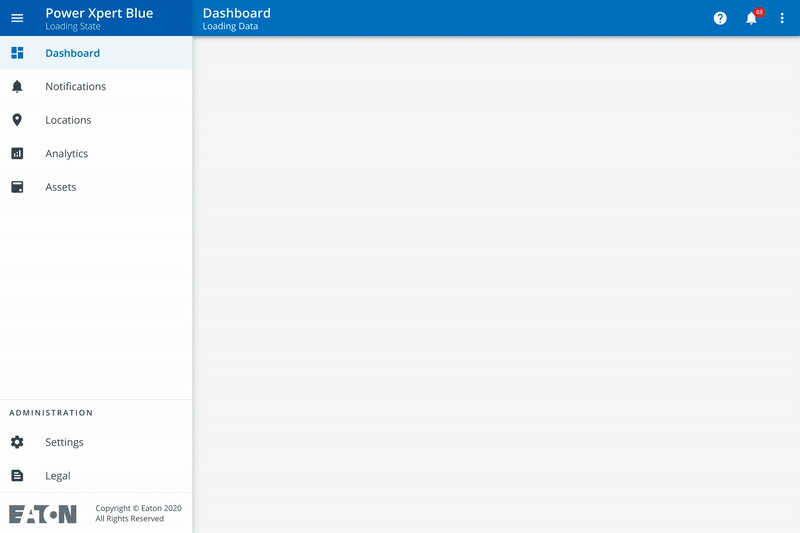 Power Xpert Blue
Loading State
Dashboard
Loading Data
88
Dashboard
Notifications
Locations
Analytics
Assets
ADMINISTRATION
Settings
Legal
EATON
Copyright © Eaton 2020
All Rights Reserved